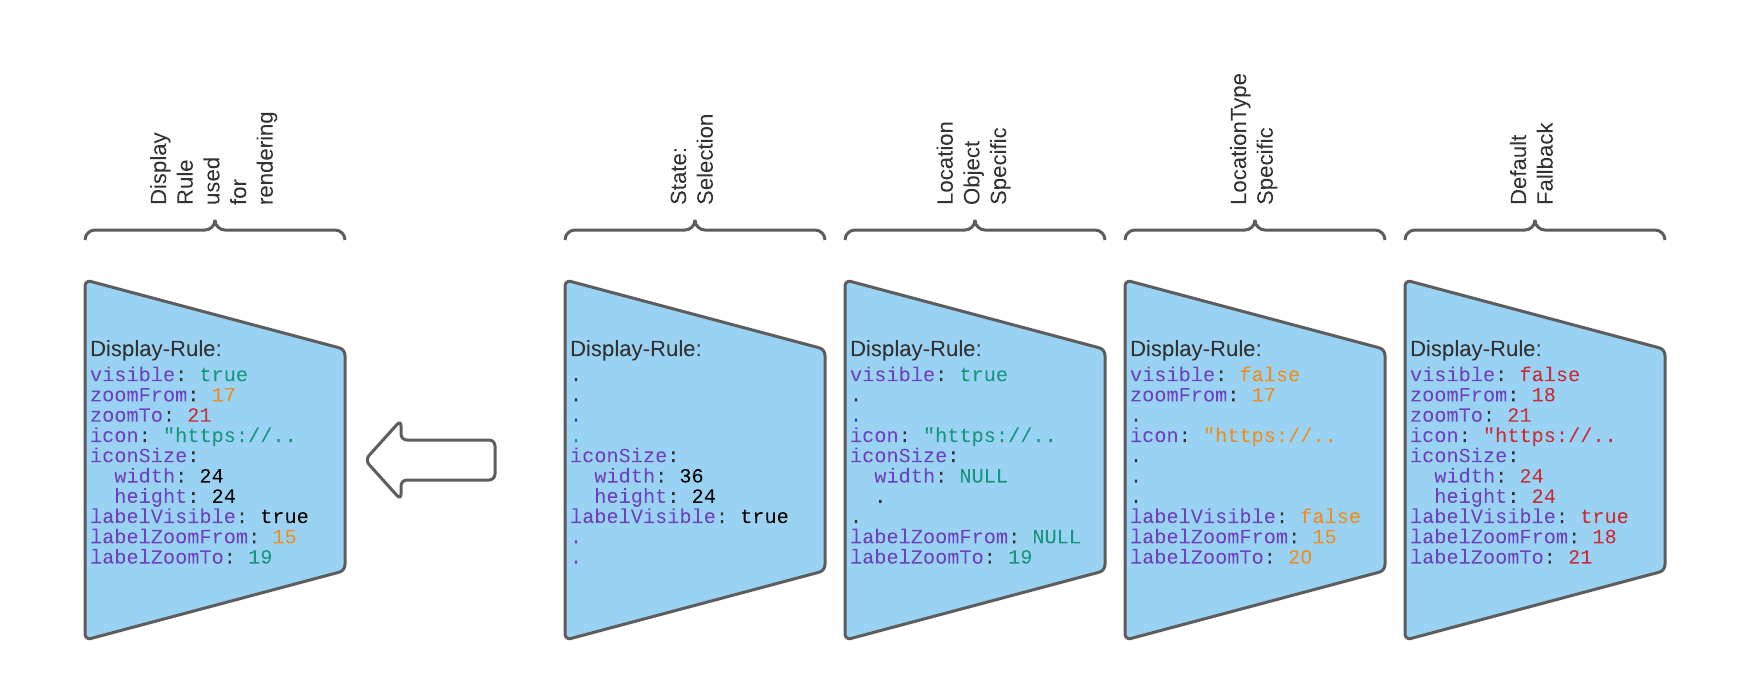 Display
Rule
used
for
rendering
State:
Selection
Location
Object
Specific
LocationType
Specific
Default
Fallback
Display-Rule:
visible: true
zoomFrom: 17
zoomTo: 21
icon: "https://..
iconSize:
width: 24
height: 24
labelVisible: true
labelZoomFrom: 15
labelZoomTo: 19
Display-Rule:
.
.
.
.
iconSize:
width: 36
height: 24
labelVisible: true
.
.
Display-Rule:
visible: true
.
.
icon: "https://..
iconSize:
width: NULL
.
.
labelZoomFrom: NULL
labelZoomTo: 19
Display-Rule:
visible: false
zoomFrom: 17
.
icon: "https://..
.
.
.
labelVisible: false
labelZoomFrom: 15
labelZoomTo: 20
Display-Rule:
visible: false
zoomFrom: 18
zoomTo: 21
icon: "https://..
iconSize:
width: 24
height: 24
labelVisible: true
labelZoomFrom: 18
labelZoomTo: 21